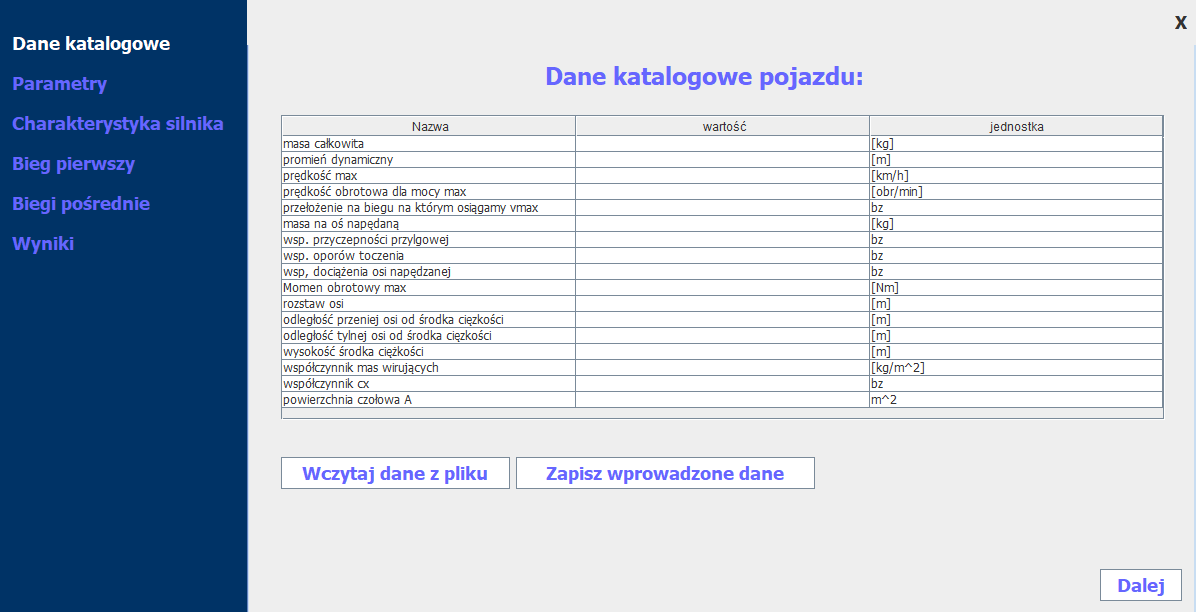 X
Dane katalogowe
Parametry
Charakterystyka silnika
Bieg pierwszy
Biegi pośrednie
Wyniki
Dane katalogowe pojazdu:
Nazwa wartość jednostka
masa całkowita [kg]
promień dynamiczny [m]
prędkość max [km/h]
prędkość obrotowa dla mocy max [obr/min]
przełożenie na biegu na którym osiągamy vmax bz
masa na oś napędaną [kg]
wsp. przyczepności przylgowej bz
wsp. oporów toczenia bz
wsp, dociążenia osi napędzanej bz
Momen obrotowy max [Nm]
rozstaw osi [m]
odległość przeniej osi od środka cięzkości [m]
odległość tylnej osi od środka cięzkości [m]
wysokość środka ciężkości [m]
współczynnik mas wirujących [kg/m^2]
współczynnik cx bz
powierzchnia czołowa A m^2
Wczytaj dane z pliku Zapisz wprowadzone dane
Dalej